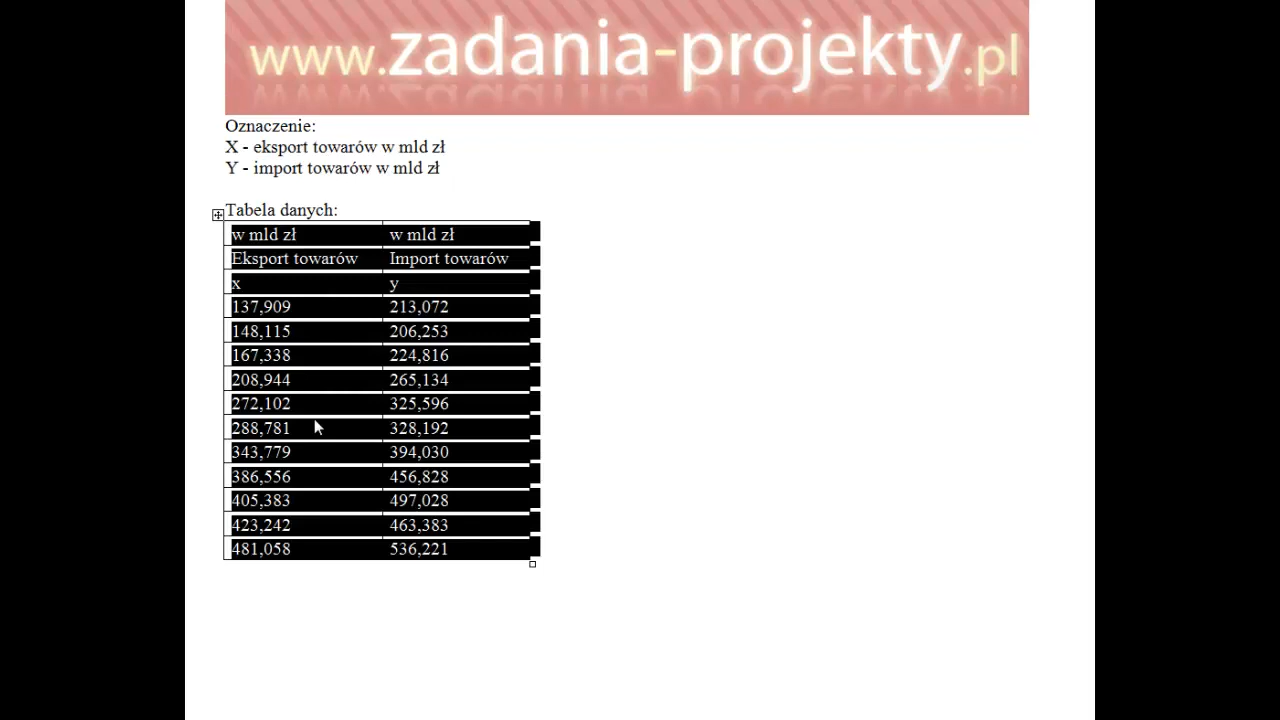 www.zadania-projekty.pl
Oznaczenie:
X - eksport towarów w mld zł
Y - import towarów w mld zł
Tabela danych:
w mld zł w mld zł
Eksport towarów Import towarów
x y
137,909 213,072
148,115 206,253
167,338 224,816
208,944 265,134
272,102 325,596
288,781 328,192
343,779 394,030
386,556 456,828
405,383 497,028
423,242 463,383
481,058 536,221